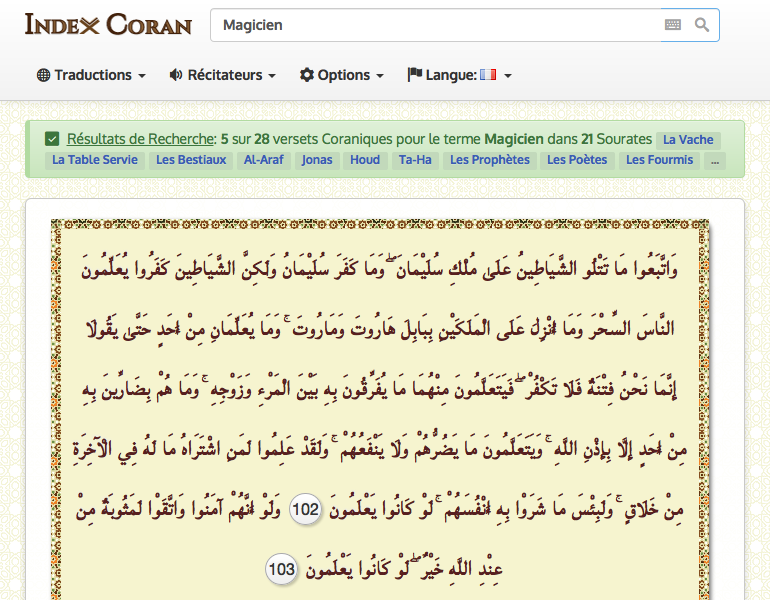 INDEX CORAN
Magicien
Traductions Récitateurs Options Langue:
Résultats de Recherche: 5 sur 28 versets Coraniques pour le terme Magicien dans 21 Sourates La Vache
La Table Servie Les Bestiaux Al-Araf Jonas Houd Ta-Ha Les Prophètes Les Poètes Les Fourmis ...
وَاتَّبَعُوا مَا تَتْلُو الشَّيَاطِينُ عَلَىٰ مُلْكِ سُلَيْمَانَ ۖ وَمَا كَفَرَ سُلَيْمَانُ وَلَٰكِنَّ الشَّيَاطِينَ كَفَرُوا يُعَلِّمُونَ
النَّاسَ السِّحْرَ وَمَا أُنْزِلَ عَلَى الْمَلَكَيْنِ بِبَابِلَ هَارُوتَ وَمَارُوتَ ۚ وَمَا يُعَلِّمَانِ مِنْ أَحَدٍ حَتَّىٰ يَقُولَا
إِنَّمَا نَحْنُ فِتْنَةٌ فَلَا تَكْفُرْ ۖ فَيَتَعَلَّمُونَ مِنْهُمَا مَا يُفَرِّقُونَ بِهِ بَيْنَ الْمَرْءِ وَزَوْجِهِ ۚ وَمَا هُمْ بِضَارِّينَ بِهِ
مِنْ أَحَدٍ إِلَّا بِإِذْنِ اللَّهِ ۚ وَيَتَعَلَّمُونَ مَا يَضُرُّهُمْ وَلَا يَنْفَعُهُمْ ۚ وَلَقَدْ عَلِمُوا لَمَنِ اشْتَرَاهُ مَا لَهُ فِي الْآخِرَةِ
مِنْ خَلَاقٍ ۚ وَلَبِئْسَ مَا شَرَوْا بِهِ أَنْفُسَهُمْ ۚ لَوْ كَانُوا يَعْلَمُونَ 102 وَلَوْ أَنَّهُمْ آمَنُوا وَاتَّقَوْا لَمَثُوبَةٌ مِنْ
عِنْدِ اللَّهِ خَيْرٌ ۖ لَوْ كَانُوا يَعْلَمُونَ 103